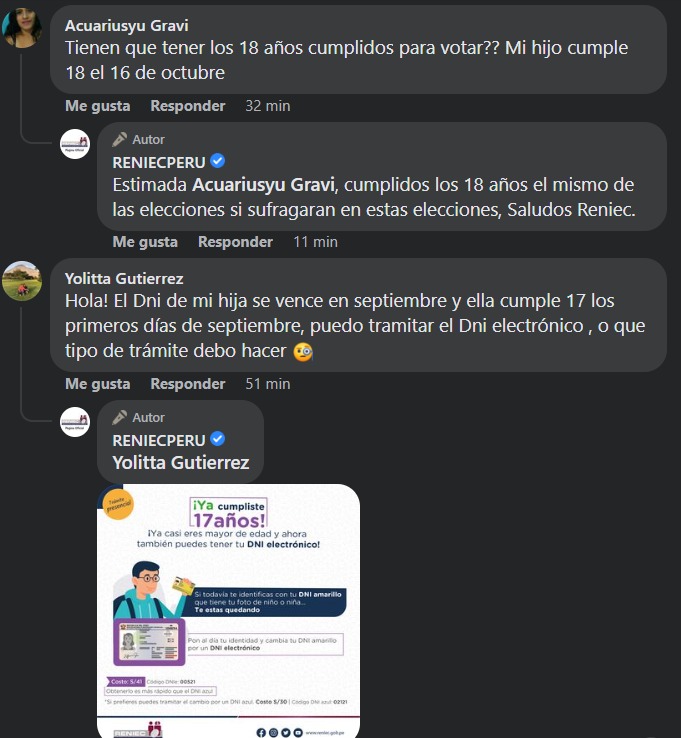 Acuariusyu Gravi
Tienen que tener los 18 años cumplidos para votar?? Mi hijo cumple
18 el 16 de octubre
Me gusta Responder 32 min
Autor
RENIECPERU
Estimada Acuariusyu Gravi, cumplidos los 18 años el mismo de
las elecciones si sufragaran en estas elecciones, Saludos Reniec.
Me gusta Responder 11 min
Yolitta Gutierrez
Hola! El Dni de mi hija se vence en septiembre y ella cumple 17 los
primeros días de septiembre, puedo tramitar el Dni electrónico , o que
tipo de trámite debo hacer 🧐
Me gusta Responder 51 min
Autor
RENIECPERU
Yolitta Gutierrez
Trámite
presencial
¡Ya cumpliste
17años!
¡Ya casi eres mayor de edad y ahora
también puedes tener tu DNI electrónico!
Si todavía te identificas con tu DNI amarillo
que tiene tu foto de niño o niña...
Te estas quedando
Pon al día tu identidad y cambia tu DNI amarillo
por un DNI electrónico
Costo: S/41 Código DNIe: 00521
Obtenerlo es más rápido que el DNI azul
*Si prefieres puedes tramitar el cambio por un DNI azul. Costo S/30 | Código DNI azul: 02121
RENIEC
www.reniec.gob.pe